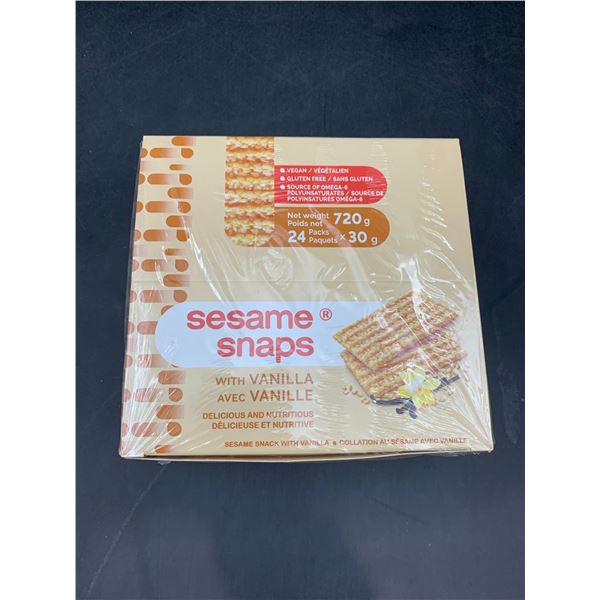 VEGAN / VÉGÉTALIEN
GLUTEN FREE / SANS GLUTEN
SOURCE OF OMEGA-6
POLYUNSATURATES / SOURCE DE
POLYINSATURÉS OMÉGA-6
Net weight 720 g
Poids net
24 Packs × 30 g
Paquets
sesame ®
snaps
WITH VANILLA
AVEC VANILLE
DELICIOUS AND NUTRITIOUS
DÉLICIEUSE ET NUTRITIVE
SESAME SNACK WITH VANILLA COLLATION AU SÉSAME AVEC VANILLE